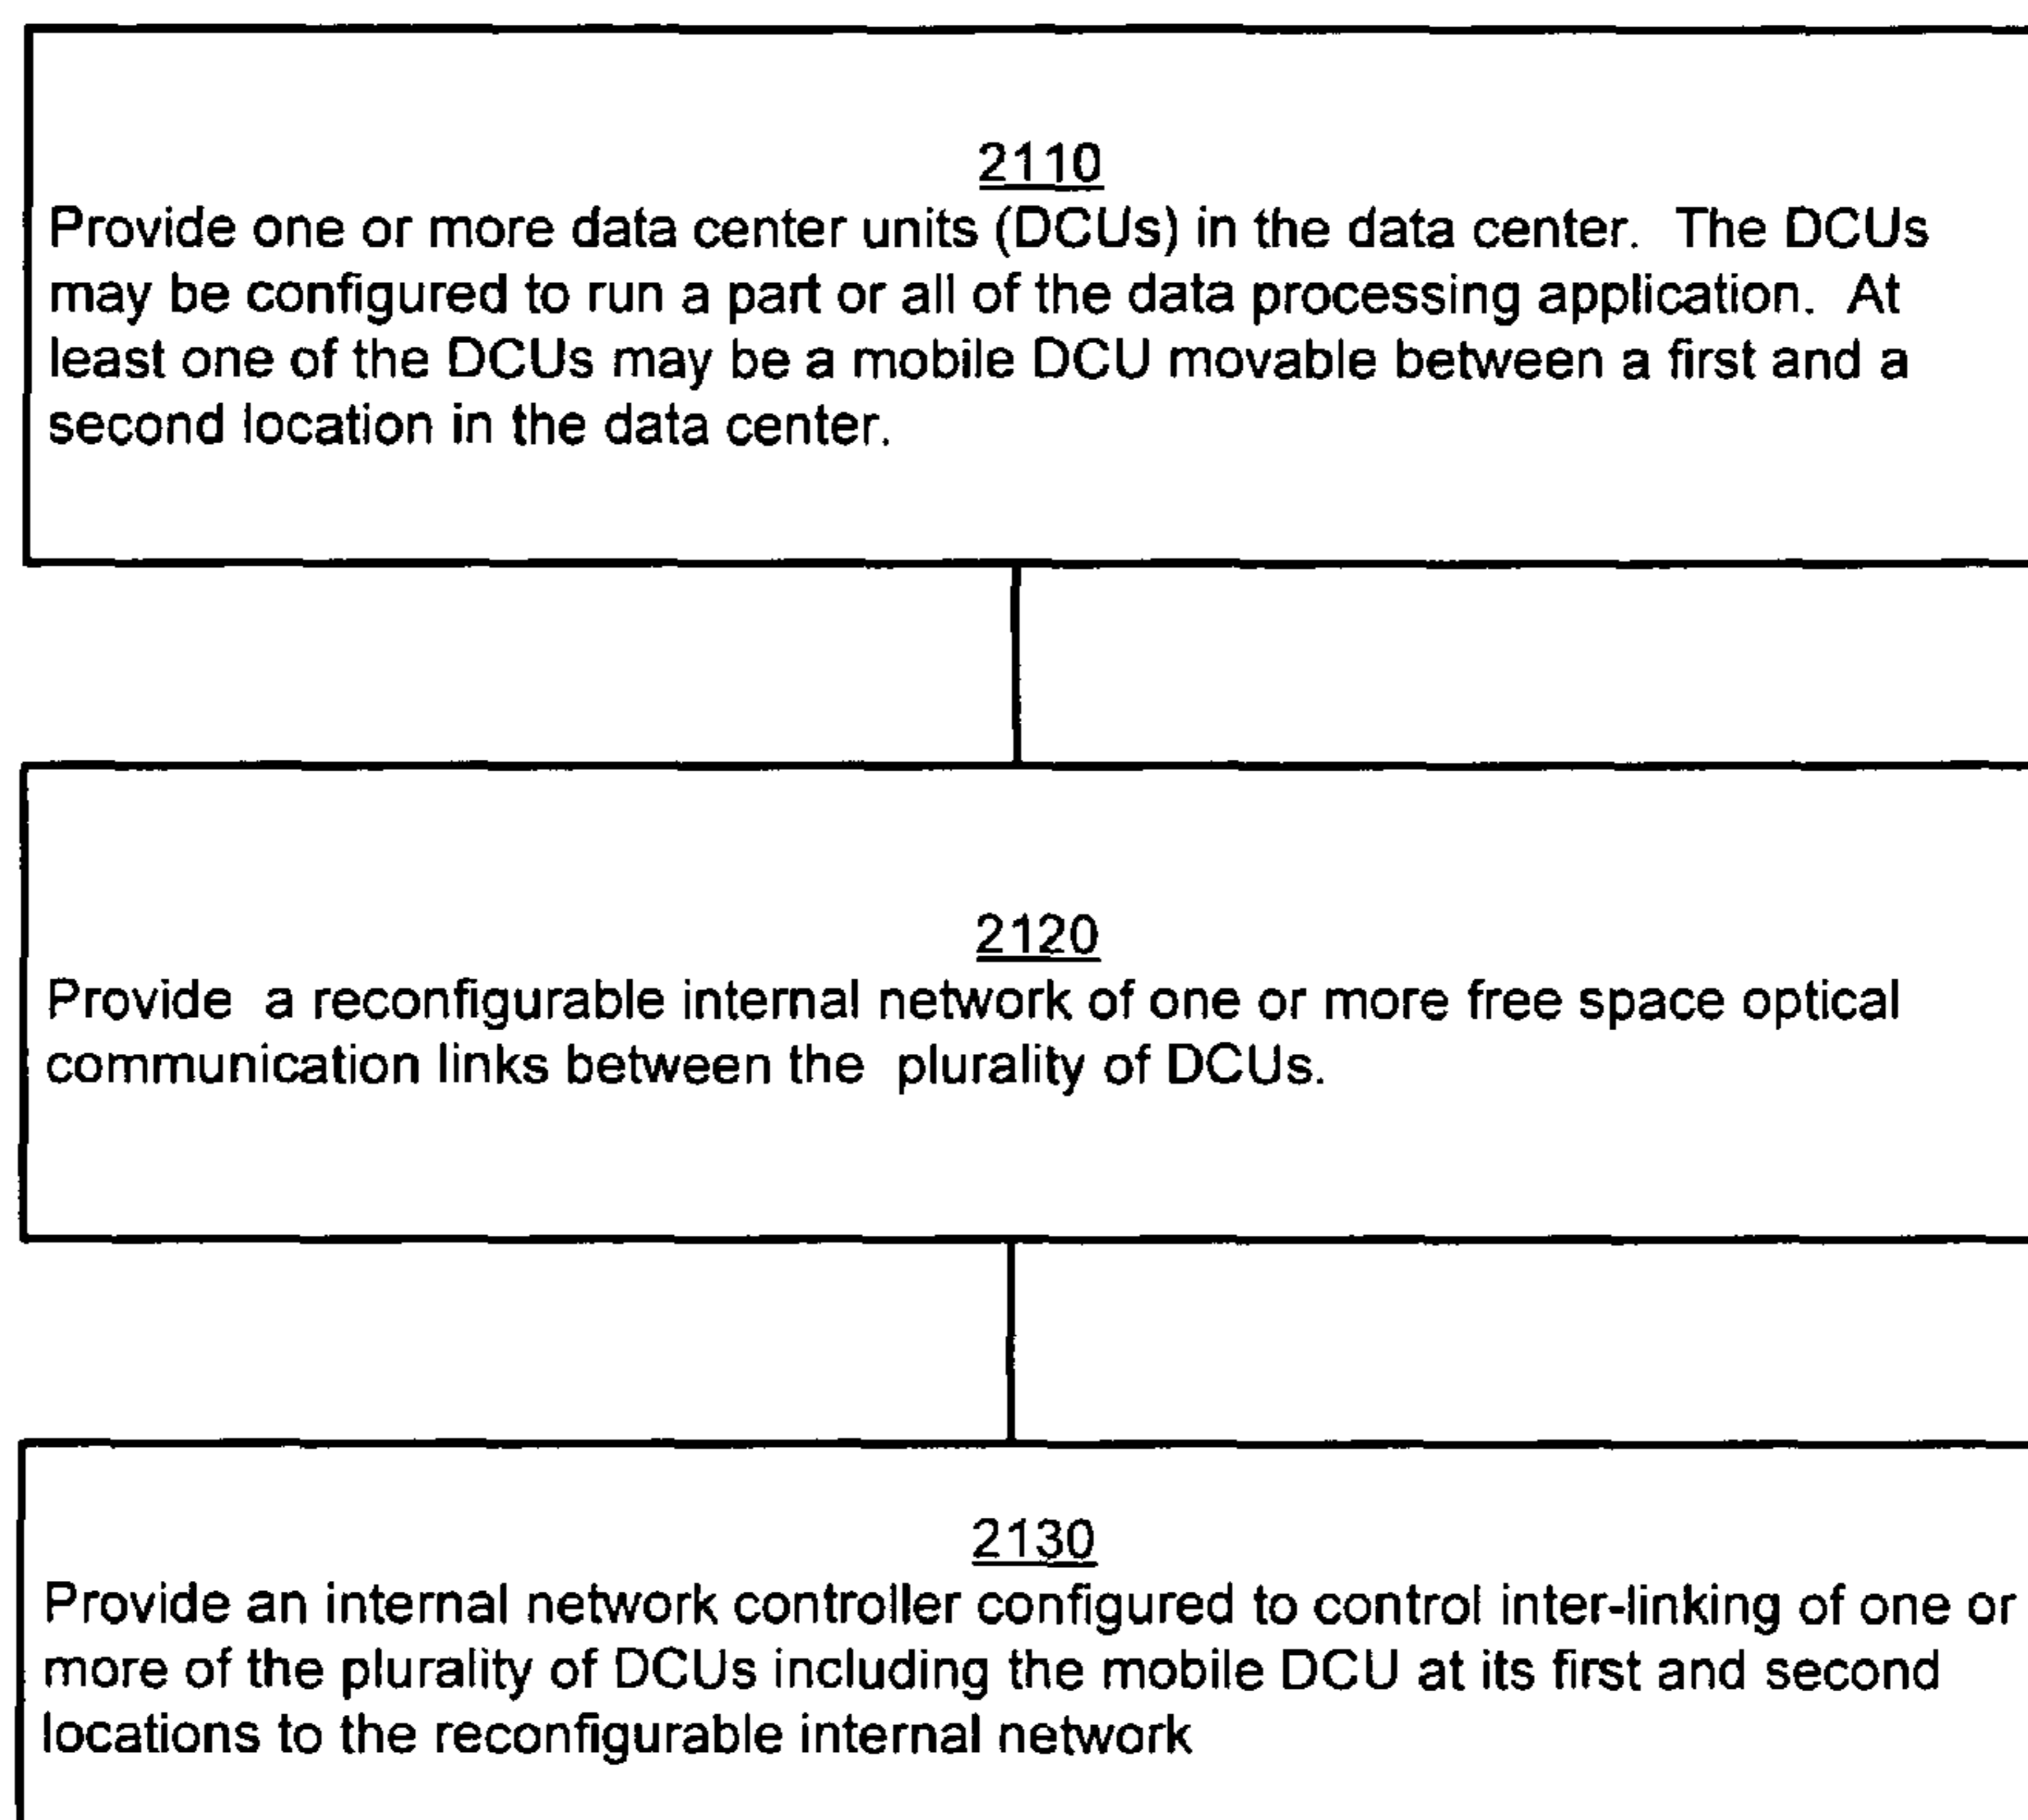 2110
Provide one or more data center units (DCUs) in the data center. The DCUs
may be configured to run a part or all of the data processing application. At
least one of the DCUs may be a mobile DCU movable between a first and a
second location in the data center.
2120
Provide a reconfigurable internal network of one or more free space optical
communication links between the plurality of DCUs.
2130
Provide an internal network controller configured to control inter-linking of one or
more of the plurality of DCUs including the mobile DCU at its first and second
locations to the reconfigurable internal network